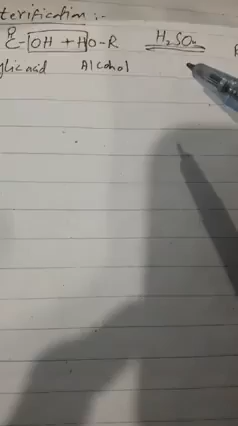 terification :-
O
C-OH + HO-R H₂SO₄
ylic acid Alcohol